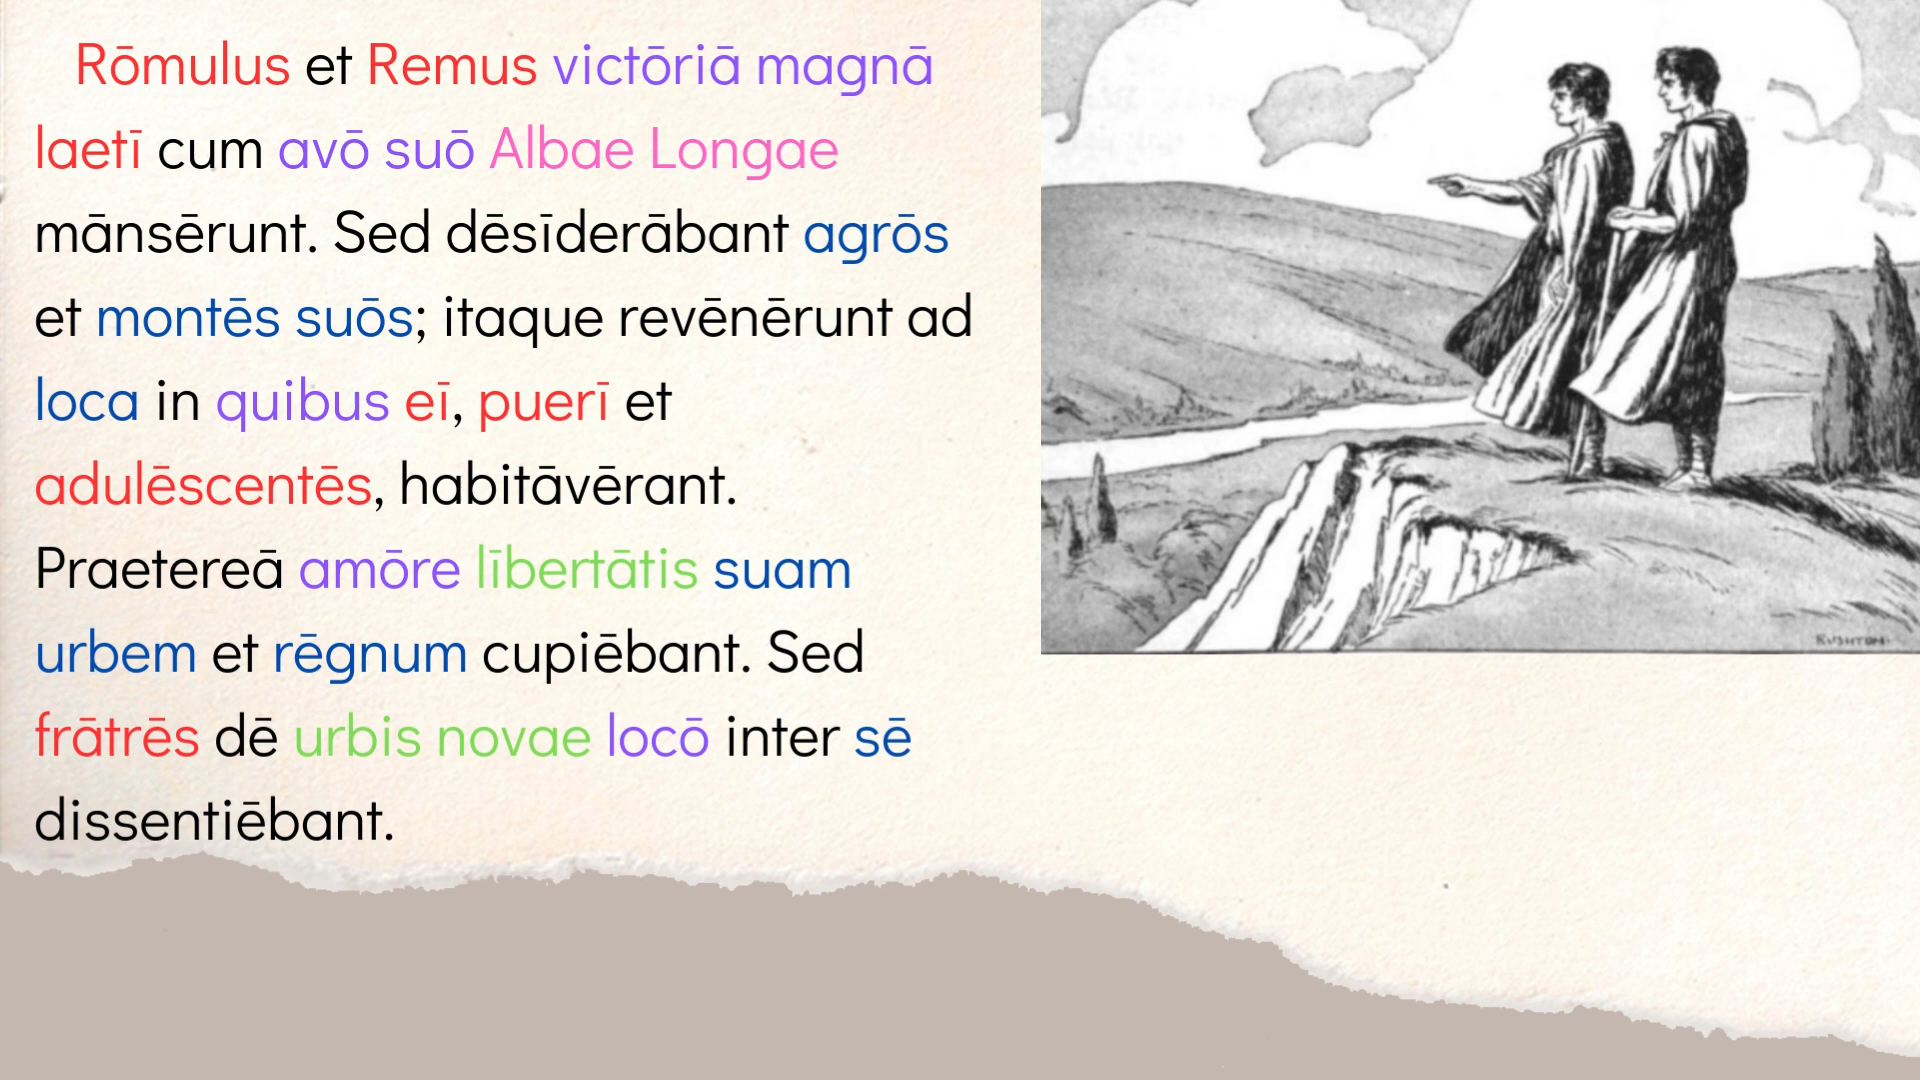 Rōmulus et Remus victōriā magnā
laetī cum avō suō Albae Longae
mānsērunt. Sed dēsīderābant agrōs
et montēs suōs; itaque revēnērunt ad
loca in quibus eī, puerī et
adulēscentēs, habitāvērant.
Praetereā amōre lībertātis suam
urbem et rēgnum cupiēbant. Sed
frātrēs dē urbis novae locō inter sē
dissentiēbant.
RUSHTON